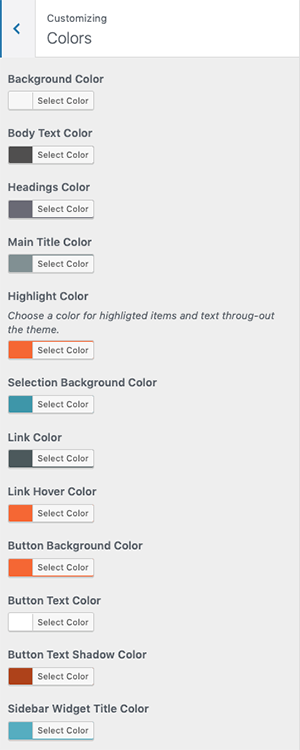 Customizing
Colors
Background Color
Select Color
Body Text Color
Select Color
Headings Color
Select Color
Main Title Color
Select Color
Highlight Color
Choose a color for highligted items and text throug-out
the theme.
Select Color
Selection Background Color
Select Color
Link Color
Select Color
Link Hover Color
Select Color
Button Background Color
Select Color
Button Text Color
Select Color
Button Text Shadow Color
Select Color
Sidebar Widget Title Color
Select Color